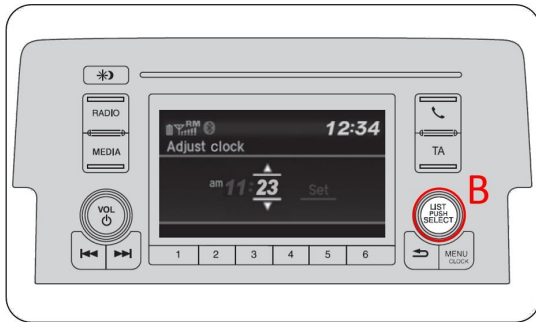 RADIO
MEDIA
VOL
RM
12:34
Adjust clock
am 11:23
Set
TA
LIST
PUSH
SELECT
B
1 2 3 4 5 6
MENU
CLOCK